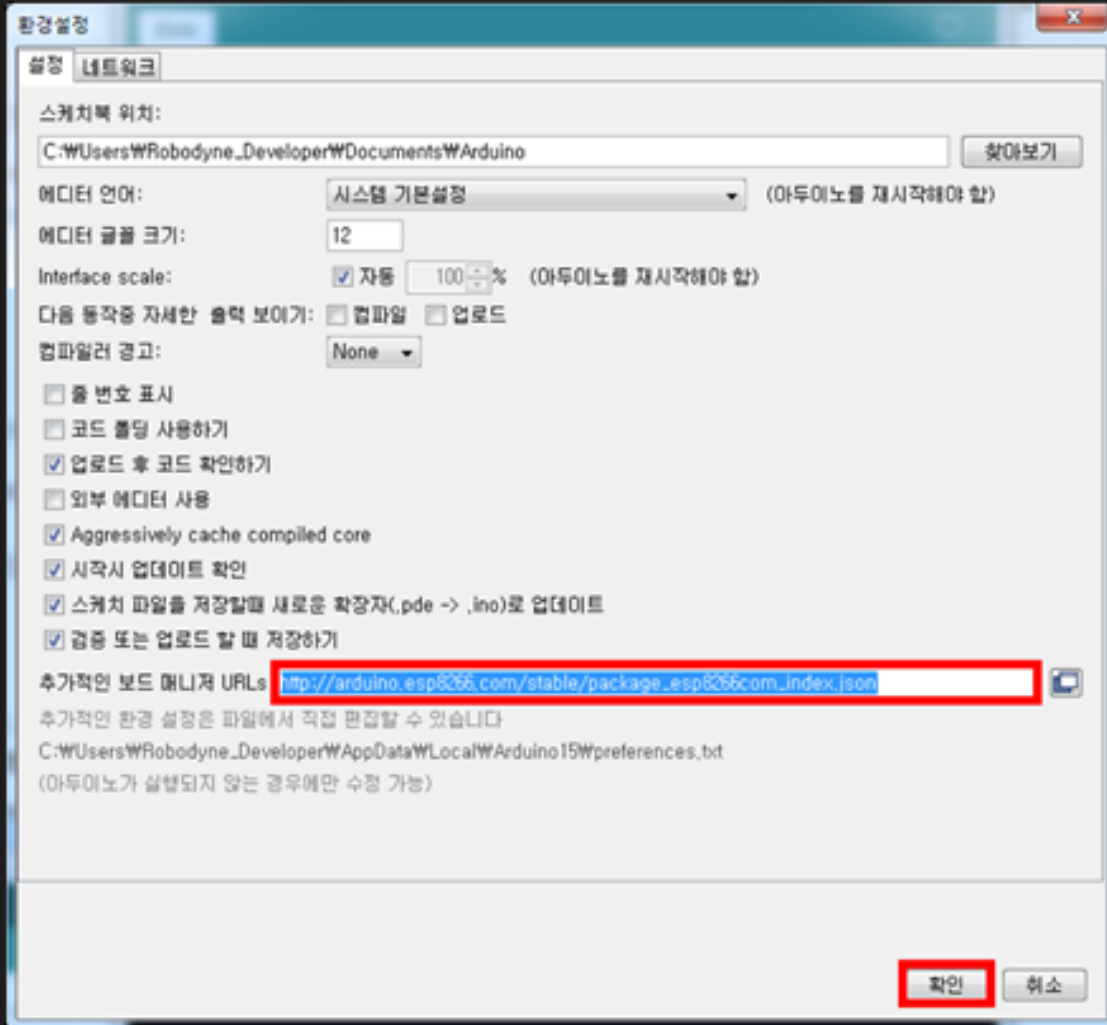 환경설정
설정 네트워크
스케치북 위치:
C:₩Users₩Robodyne_Developer₩Documents₩Arduino 찾아보기
에디터 언어: 시스템 기본설정 (아두이노를 재시작해야 함)
에디터 글꼴 크기: 12
Interface scale: 자동 100 % (아두이노를 재시작해야 함)
다음 동작중 자세한 출력 보이기: 컴파일 업로드
컴파일러 경고: None
줄 번호 표시
코드 폴딩 사용하기
업로드 후 코드 확인하기
외부 에디터 사용
Aggressively cache compiled core
시작시 업데이트 확인
스케치 파일을 저장할때 새로운 확장자(.pde -> .ino)로 업데이트
검증 또는 업로드 할 때 저장하기
추가적인 보드 매니저 URLs http://arduino.esp8266.com/stable/package_esp8266com_index.json
추가적인 환경 설정은 파일에서 직접 편집할 수 있습니다
C:₩Users₩Robodyne_Developer₩AppData₩Local₩Arduino15₩preferences.txt
(아두이노가 실행되지 않는 경우에만 수정 가능)
확인 취소